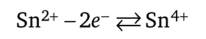 Sn²⁺ – 2e⁻ ⇄ Sn⁴⁺